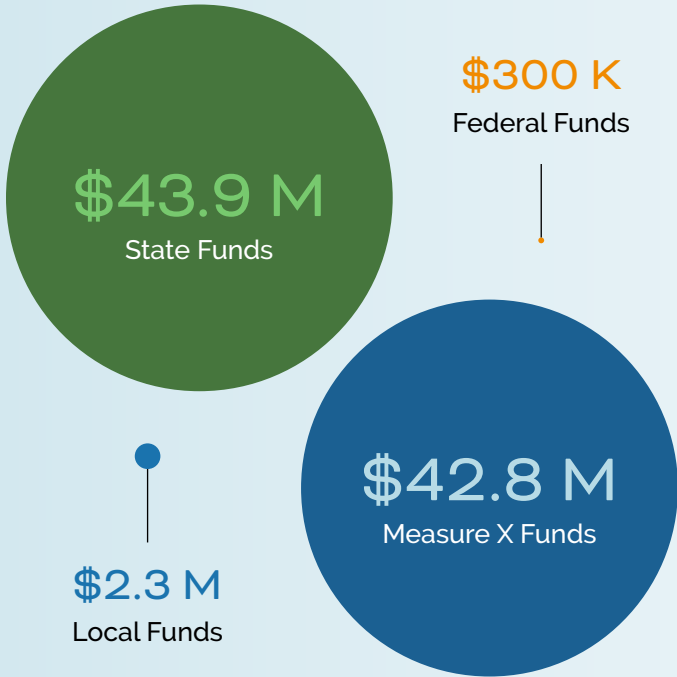 $300 K
Federal Funds
$43.9 M
State Funds
$42.8 M
Measure X Funds
$2.3 M
Local Funds